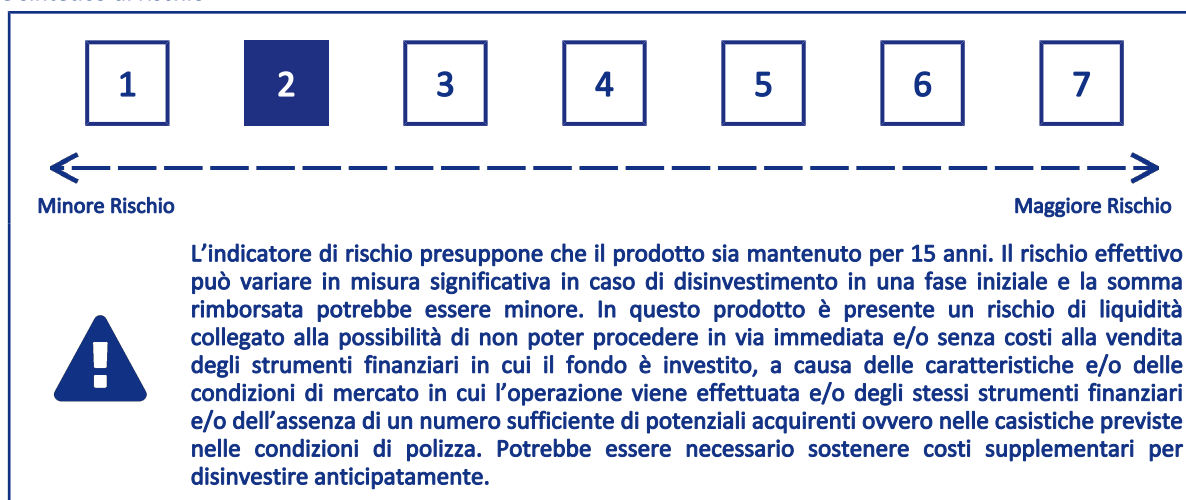 di rischio
1 2 3 4 5 6 7
Minore Rischio Maggiore Rischio
L'indicatore di rischio presuppone che il prodotto sia mantenuto per 15 anni. Il rischio effettivo
può variare in misura significativa in caso di disinvestimento in una fase iniziale e la somma
rimborsata potrebbe essere minore. In questo prodotto è presente un rischio di liquidità
collegato alla possibilità di non poter procedere in via immediata e/o senza costi alla vendita
degli strumenti finanziari in cui il fondo è investito, a causa delle caratteristiche e/o delle
condizioni di mercato in cui l'operazione viene effettuata e/o degli stessi strumenti finanziari
e/o dell'assenza di un numero sufficiente di potenziali acquirenti ovvero nelle casistiche previste
nelle condizioni di polizza. Potrebbe essere necessario sostenere costi supplementari per
disinvestire anticipatamente.